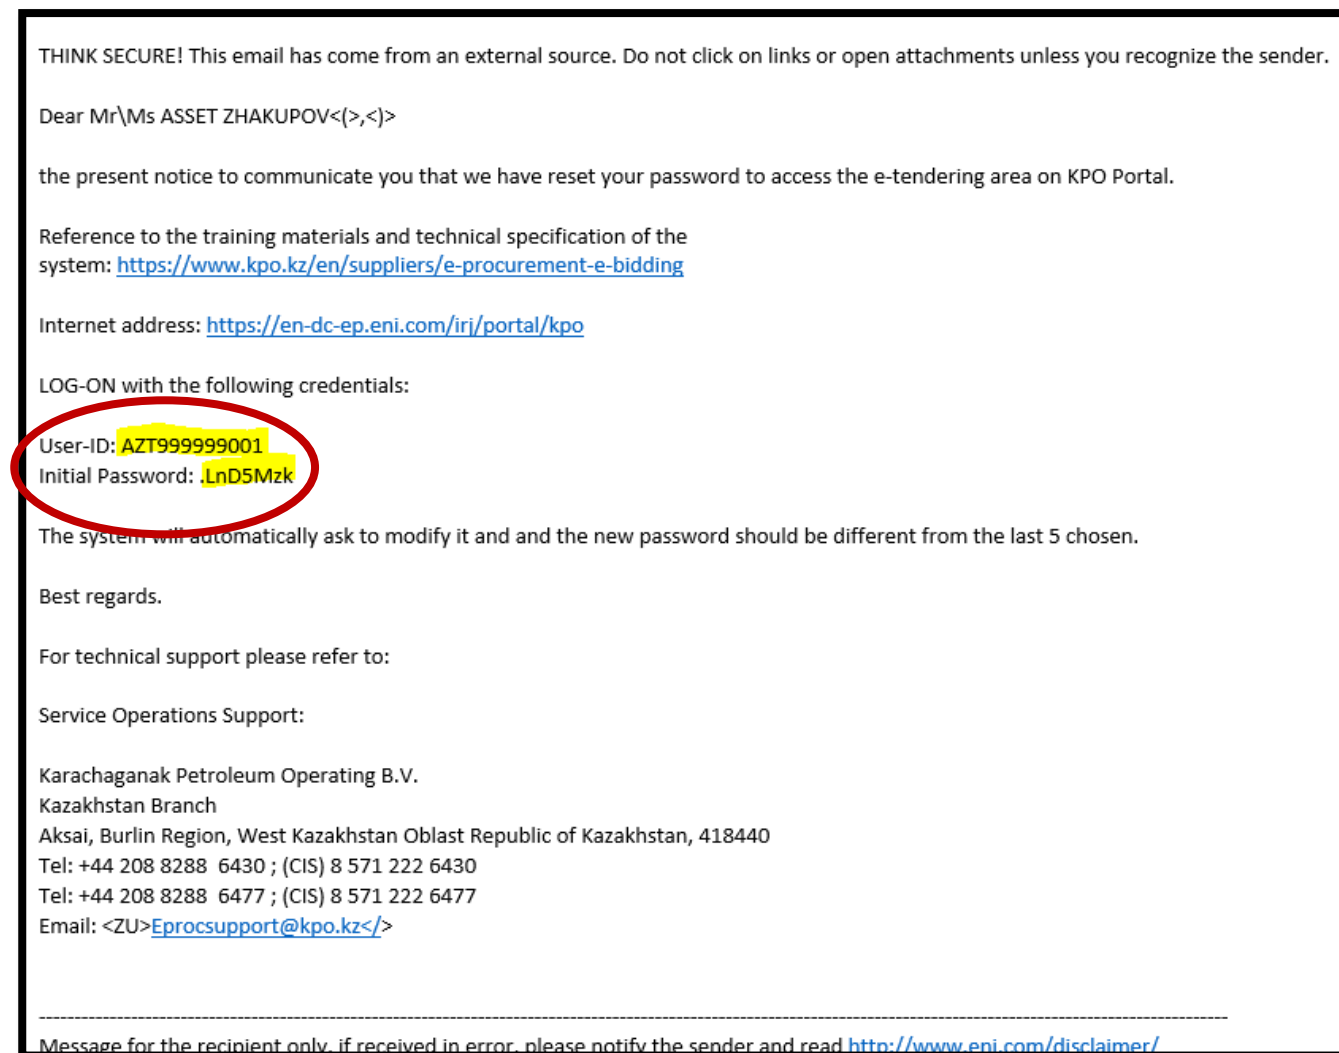 THINK SECURE! This email has come from an external source. Do not click on links or open attachments unless you recognize the sender.
Dear Mr\Ms ASSET ZHAKUPOV<(>,<)>
the present notice to communicate you that we have reset your password to access the e-tendering area on KPO Portal.
Reference to the training materials and technical specification of the
system: https://www.kpo.kz/en/suppliers/e-procurement-e-bidding
Internet address: https://en-dc-ep.eni.com/irj/portal/kpo
LOG-ON with the following credentials:
User-ID: AZT999999001
Initial Password: .LnD5Mzk
The system will automatically ask to modify it and and the new password should be different from the last 5 chosen.
Best regards.
For technical support please refer to:
Service Operations Support:
Karachaganak Petroleum Operating B.V.
Kazakhstan Branch
Aksai, Burlin Region, West Kazakhstan Oblast Republic of Kazakhstan, 418440
Tel: +44 208 8288  6430 ; (CIS) 8 571 222 6430
Tel: +44 208 8288  6477 ; (CIS) 8 571 222 6477
Email: <ZU>Eprocsupport@kpo.kz</>
Message for the recipient only, if received in error, please notify the sender and read http://www.eni.com/disclaimer/